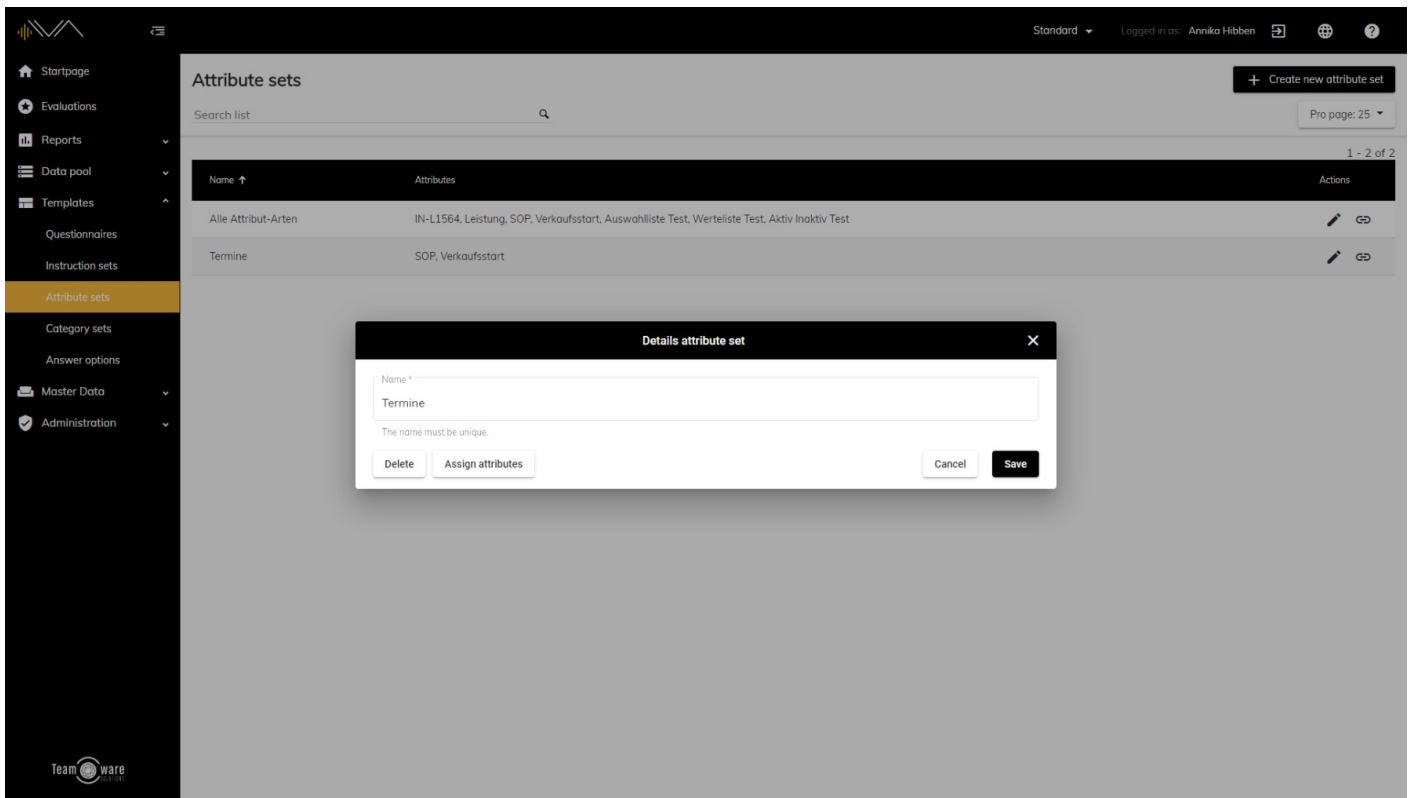 Standard
Logged in as: Annika Hibben
Startpage
Evaluations
Reports
Data pool
Templates
Questionnaires
Instruction sets
Attribute sets
Category sets
Answer options
Master Data
Administration
Team ware
SOLUTIONS
Attribute sets
+ Create new attribute set
Search list
Pro page: 25
1 - 2 of 2
Name Attributes Actions
Alle Attribut-Arten IN-L1564, Leistung, SOP, Verkaufsstart, Auswahlliste Test, Werteliste Test, Aktiv Inaktiv Test
Termine SOP, Verkaufsstart
Details attribute set
Name *
Termine
The name must be unique.
Delete Assign attributes Cancel Save